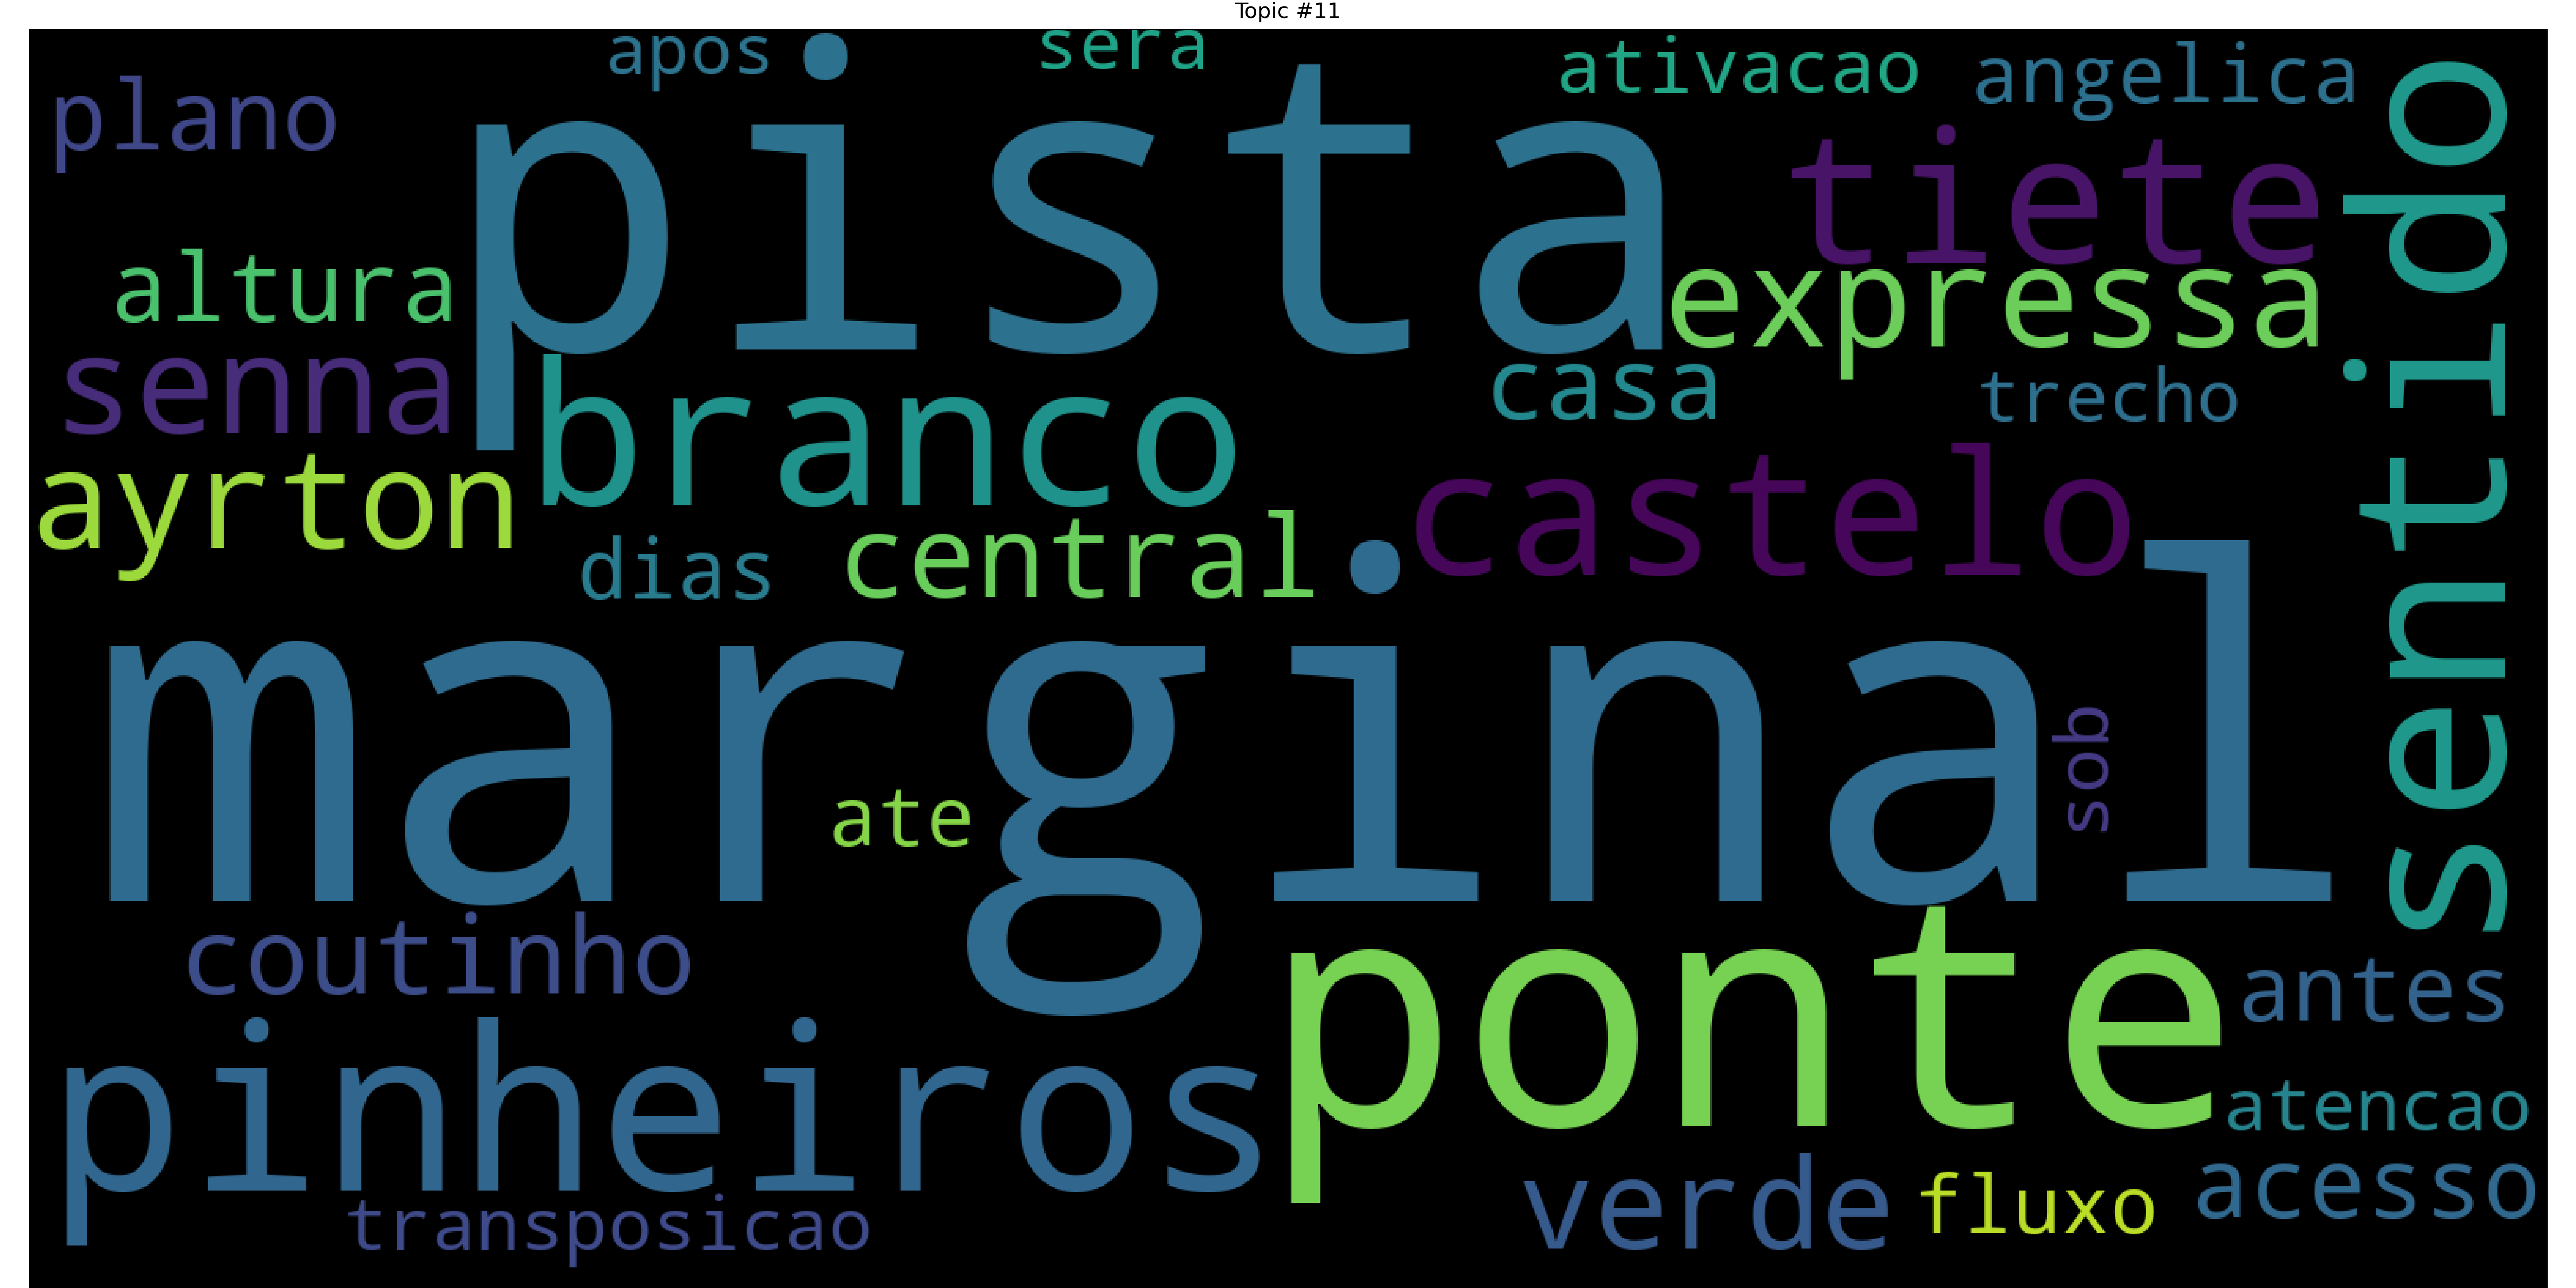 Topic #11
apos
sera
ativacao
angelica
plano
pista
tiete
sentido
altura
expressa
senna
branco
casa
trecho
ayrton
castelo
dias
central
marginal
sob
ate
coutinho
ponte
antes
pinheiros
atencao
verde
fluxo
acesso
transposicao